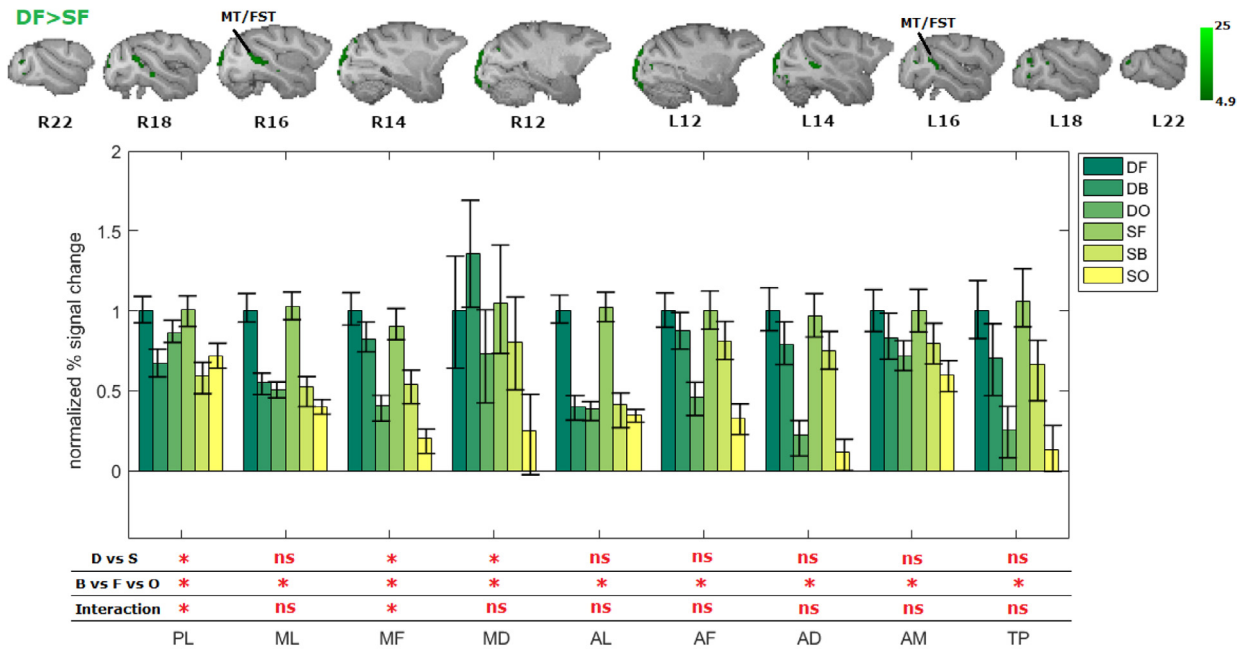 DF>SF
MT/FST
MT/FST
25
4.9
R22 R18 R16 R14 R12 L12 L14 L16 L18 L22
normalized % signal change
2
1.5
1
0.5
0
DF
DB
DO
SF
SB
SO
D vs S * ns * * ns ns ns ns ns
B vs F vs O * * * * * * * * *
Interaction * ns * ns ns ns ns ns ns
PL ML MF MD AL AF AD AM TP